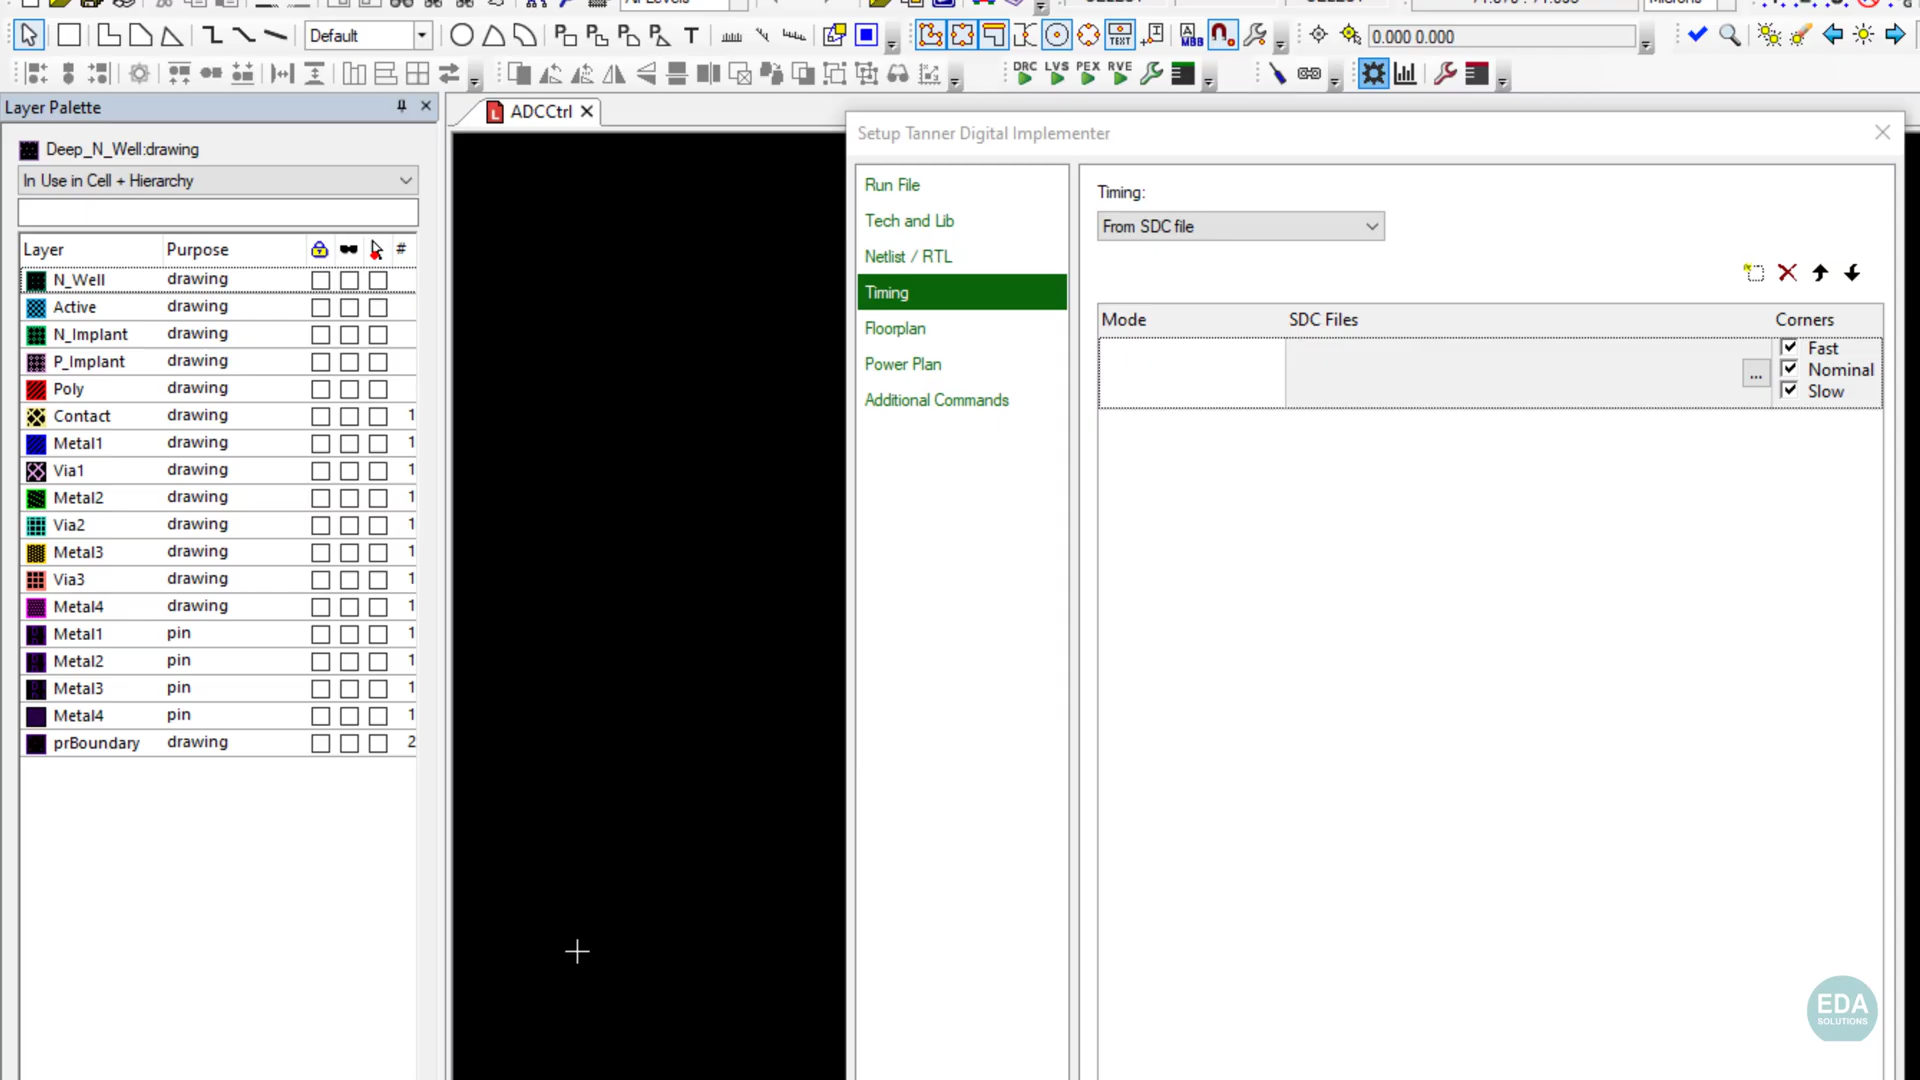 Default
T
TEXT
A
MBB
0.000 0.000
DRC LVS PEX RVE
Layer Palette
ADCCtrl
Deep_N_Well:drawing
In Use in Cell + Hierarchy
Layer Purpose #
N_Well drawing
Active drawing
N_Implant drawing
P_Implant drawing
Poly drawing
Contact drawing 1
Metal1 drawing 1
Via1 drawing 1
Metal2 drawing 1
Via2 drawing 1
Metal3 drawing 1
Via3 drawing 1
Metal4 drawing 1
Metal1 pin 1
Metal2 pin 1
Metal3 pin 1
Metal4 pin 1
prBoundary drawing 2
Setup Tanner Digital Implementer
Run File
Tech and Lib
Netlist / RTL
Timing
Floorplan
Power Plan
Additional Commands
Timing:
From SDC file
Mode SDC Files Corners
...
Fast
Nominal
Slow
EDA
SOLUTIONS